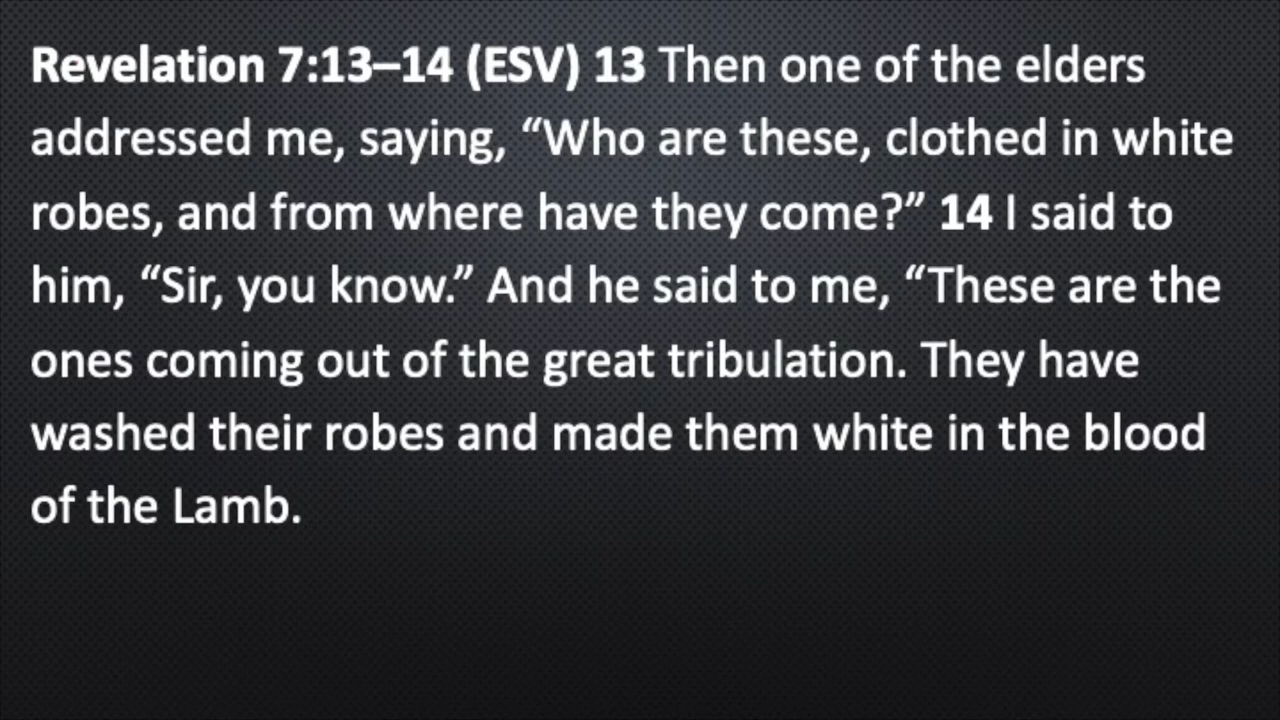 Revelation 7:13–14 (ESV) 13 Then one of the elders
addressed me, saying, “Who are these, clothed in white
robes, and from where have they come?” 14 I said to
him, “Sir, you know.” And he said to me, “These are the
ones coming out of the great tribulation. They have
washed their robes and made them white in the blood
of the Lamb.